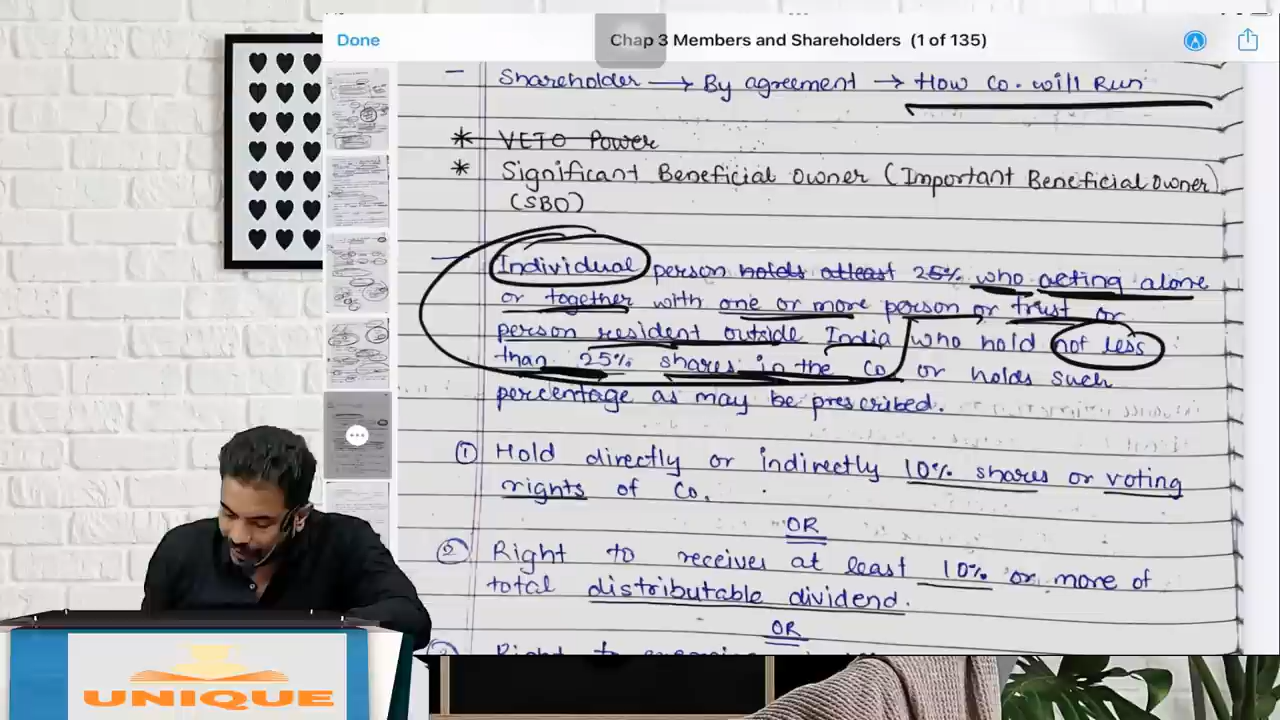 Done
Chap 3 Members and Shareholders (1 of 135)
– Shareholder → By agreement → How Co. will Run
* VETO Power
* Significant Beneficial Owner (Important Beneficial Owner)
(SBO)
– Individual person holds atleast 25% who acting alone
or together with one or more person or trust or
person resident outside India who hold not less
than 25% shares in the Co or holds such
percentage as may be prescribed.
① Hold directly or indirectly 10% shares or voting
rights of Co.
OR
② Right to receives at least 10% or more of
total distributable dividend.
OR
Right to
UNIQUE